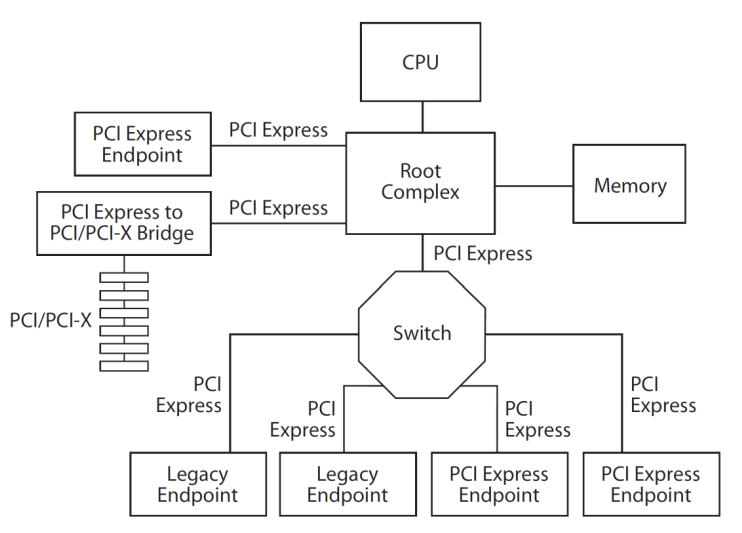 CPU
PCI Express
Endpoint
PCI Express
Root
Complex
Memory
PCI Express to
PCI/PCI-X Bridge
PCI Express
PCI Express
PCI/PCI-X
Switch
PCI
Express
PCI
Express
PCI
Express
PCI
Express
Legacy
Endpoint
Legacy
Endpoint
PCI Express
Endpoint
PCI Express
Endpoint